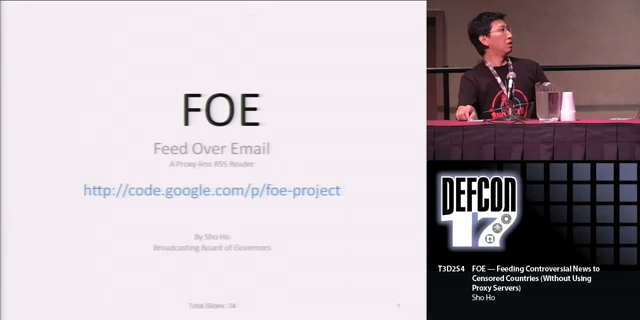 FOE
Feed Over Email
A Proxy-less RSS Reader
http://code.google.com/p/foe-project
By Sho Ho
Broadcasting Board of Governors
Total Slides: 34
1
DEFCON
17
T3D2S4
FOE — Feeding Controversial News to
Censored Countries (Without Using
Proxy Servers)
Sho Ho